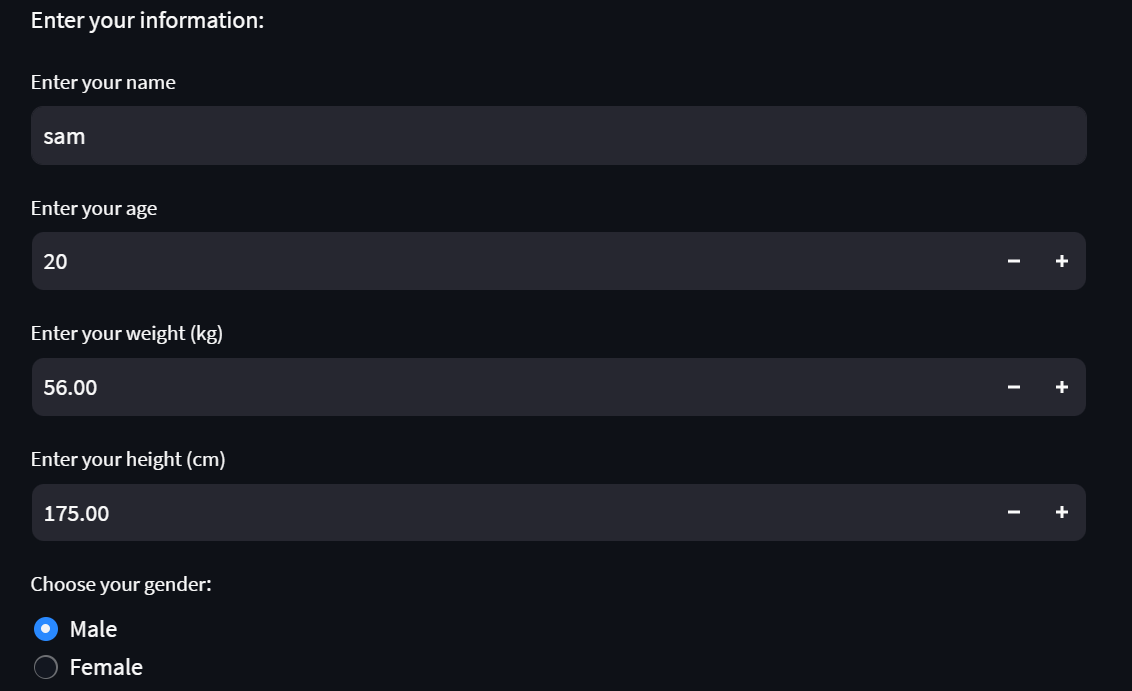 Enter your information:
Enter your name
sam
Enter your age
20
Enter your weight (kg)
56.00
Enter your height (cm)
175.00
Choose your gender:
Male
Female